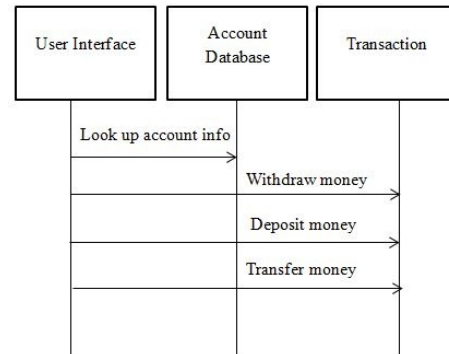 User Interface
Account
Database
Transaction
Look up account info
Withdraw money
Deposit money
Transfer money